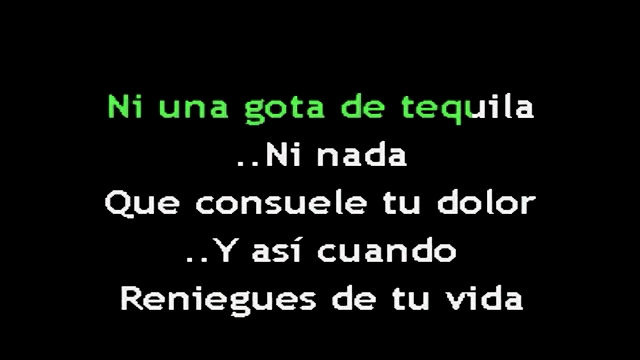 Ni una gota de tequila
..Ni nada
Que consuele tu dolor
..Y así cuando
Reniegues de tu vida